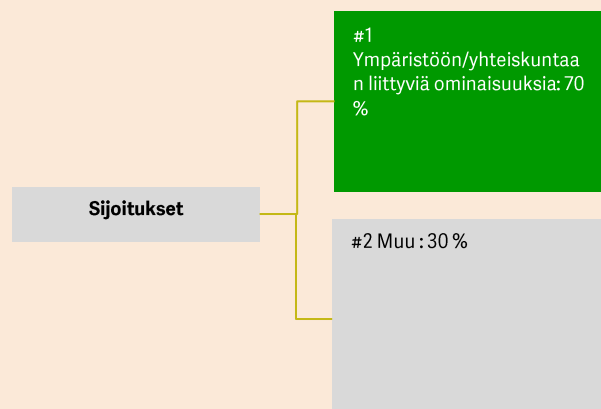 #1
Ympäristöön/yhteiskuntaa
n liittyviä ominaisuuksia: 70
%
Sijoitukset
#2 Muu : 30 %